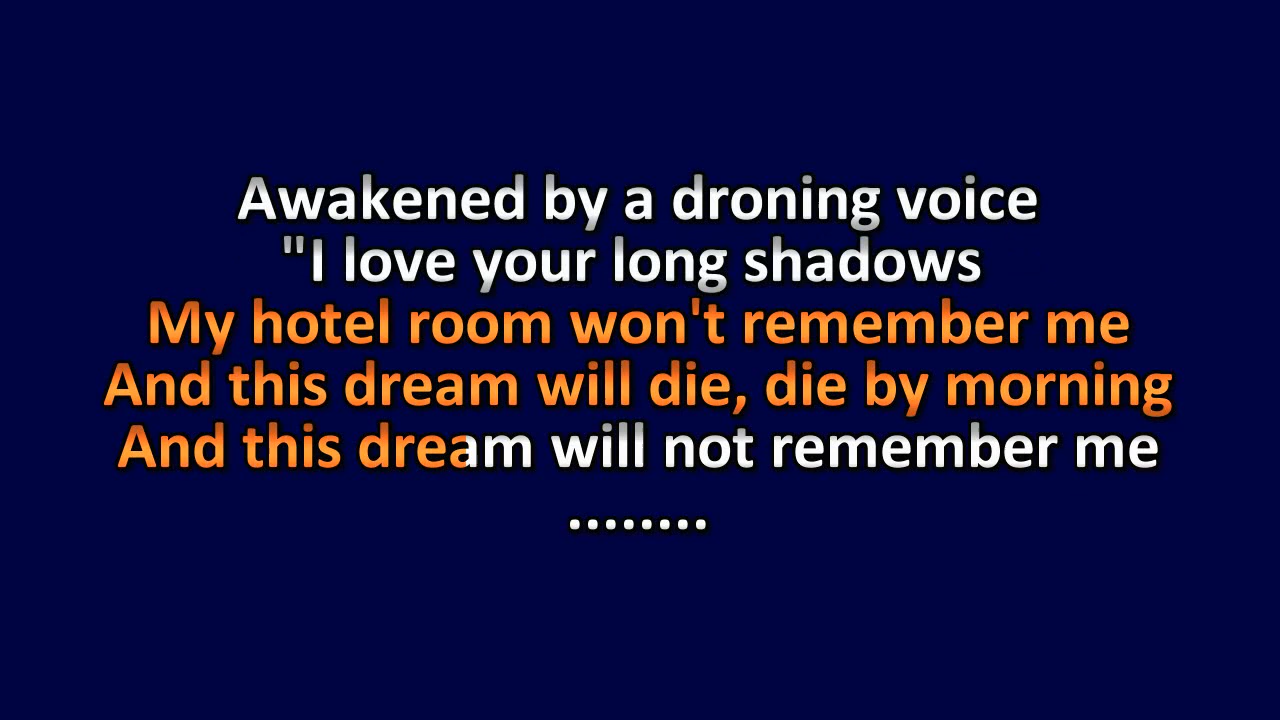 Awakened by a droning voice
"I love your long shadows
My hotel room won't remember me
And this dream will die, die by morning
And this dream will not remember me
........